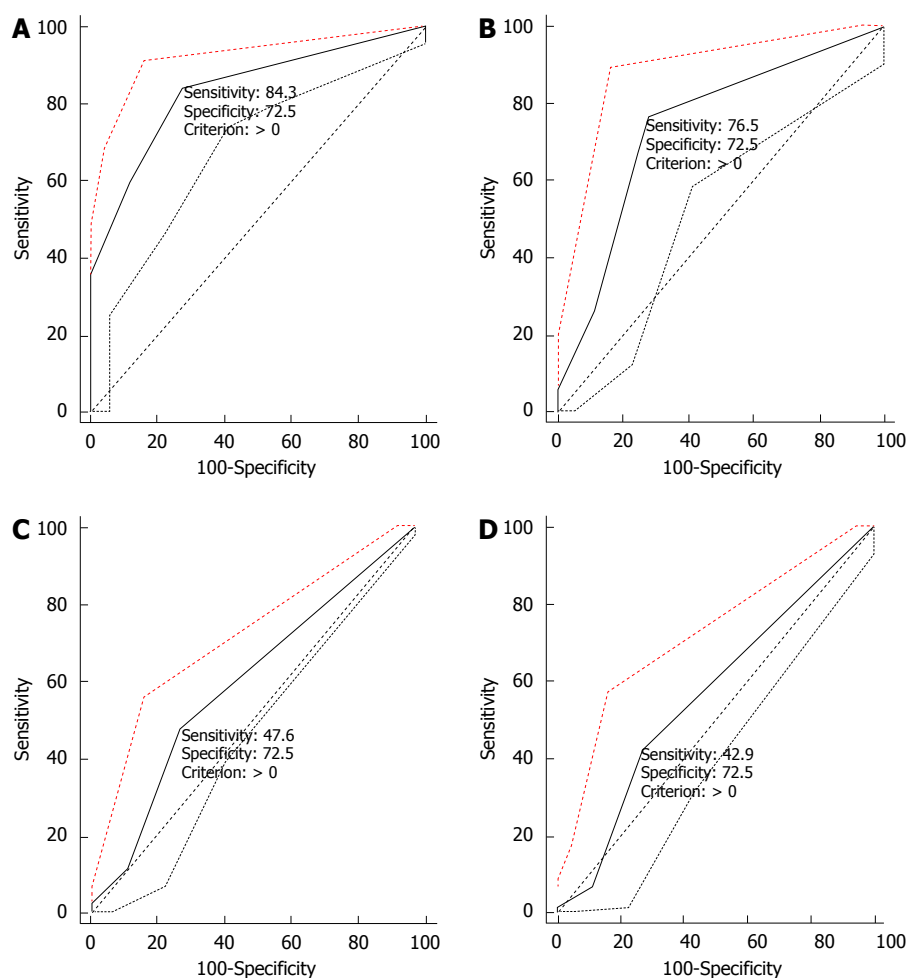 A
100
80
60
40
20
0
Sensitivity
Sensitivity: 84.3
Specificity: 72.5
Criterion: > 0
0 20 40 60 80 100
100-Specificity
B
100
80
60
40
20
0
Sensitivity
Sensitivity: 76.5
Specificity: 72.5
Criterion: > 0
0 20 40 60 80 100
100-Specificity
C
100
80
60
40
20
0
Sensitivity
Sensitivity: 47.6
Specificity: 72.5
Criterion: > 0
0 20 40 60 80 100
100-Specificity
D
100
80
60
40
20
0
Sensitivity
Sensitivity: 42.9
Specificity: 72.5
Criterion: > 0
0 20 40 60 80 100
100-Specificity